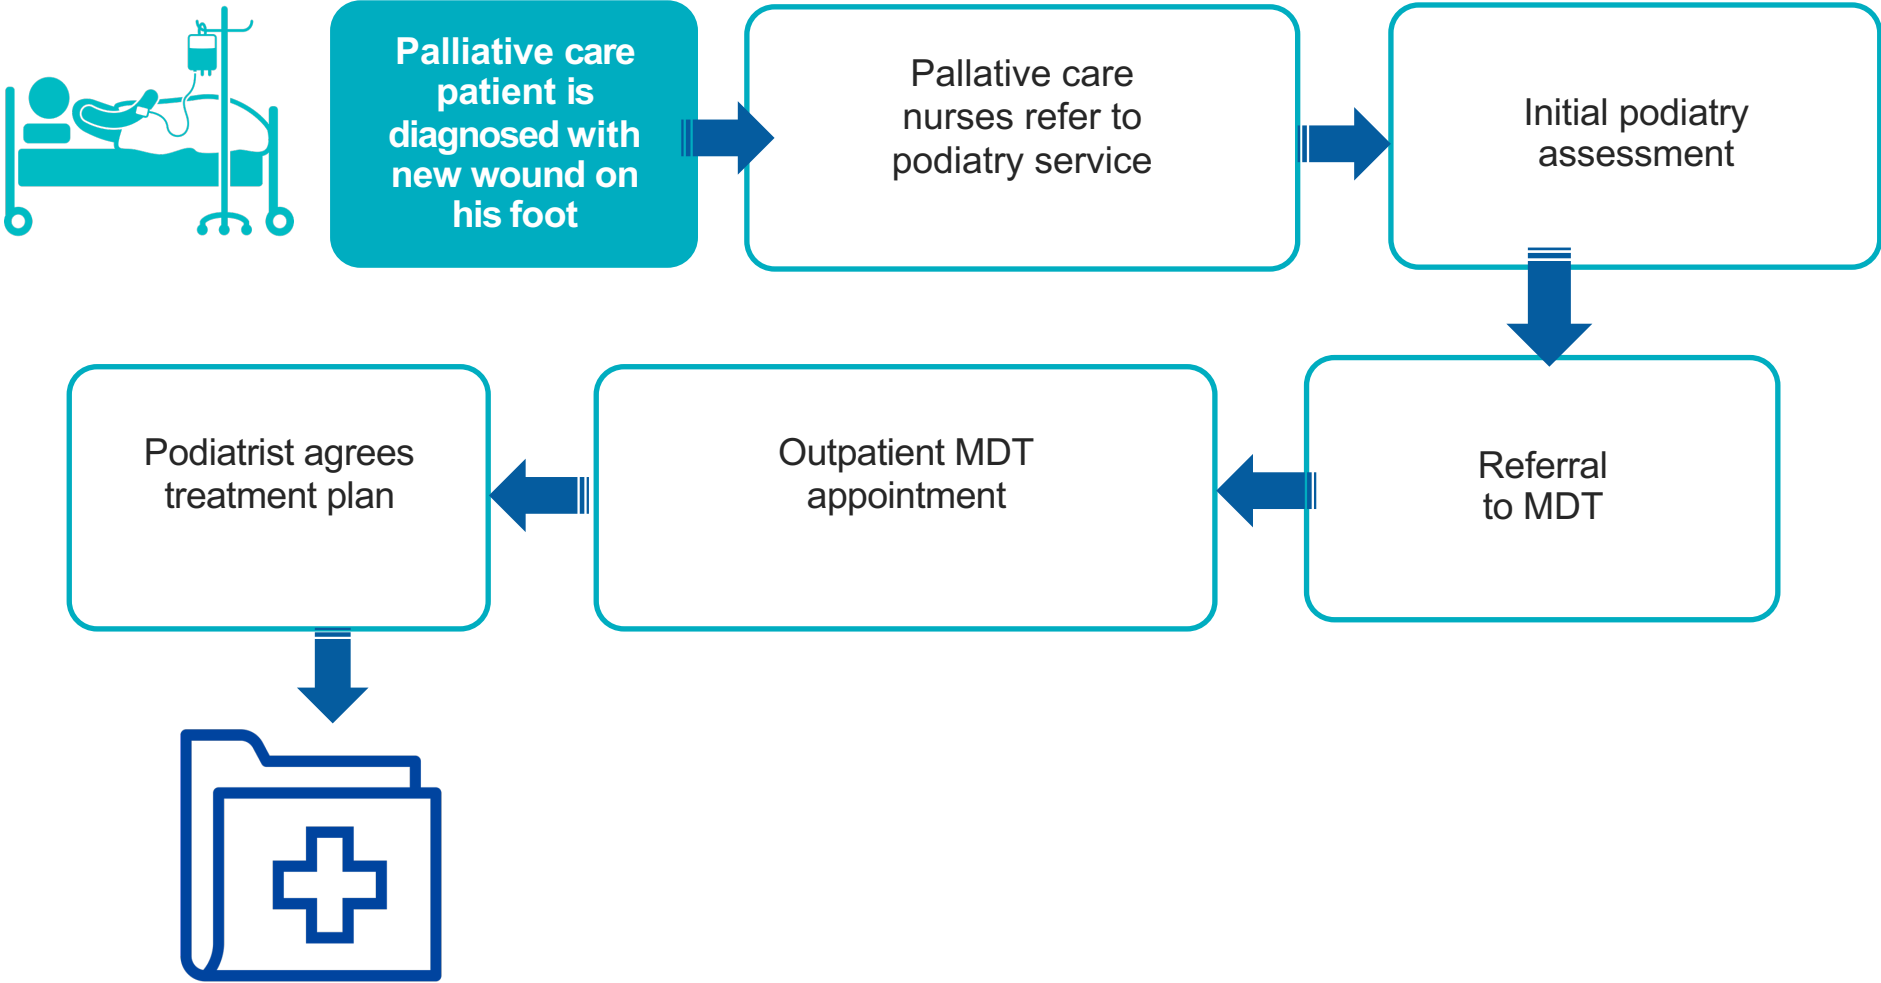 Palliative care
patient is
diagnosed with
new wound on
his foot
Pallative care
nurses refer to
podiatry service
Initial podiatry
assessment
Referral
to MDT
Outpatient MDT
appointment
Podiatrist agrees
treatment plan